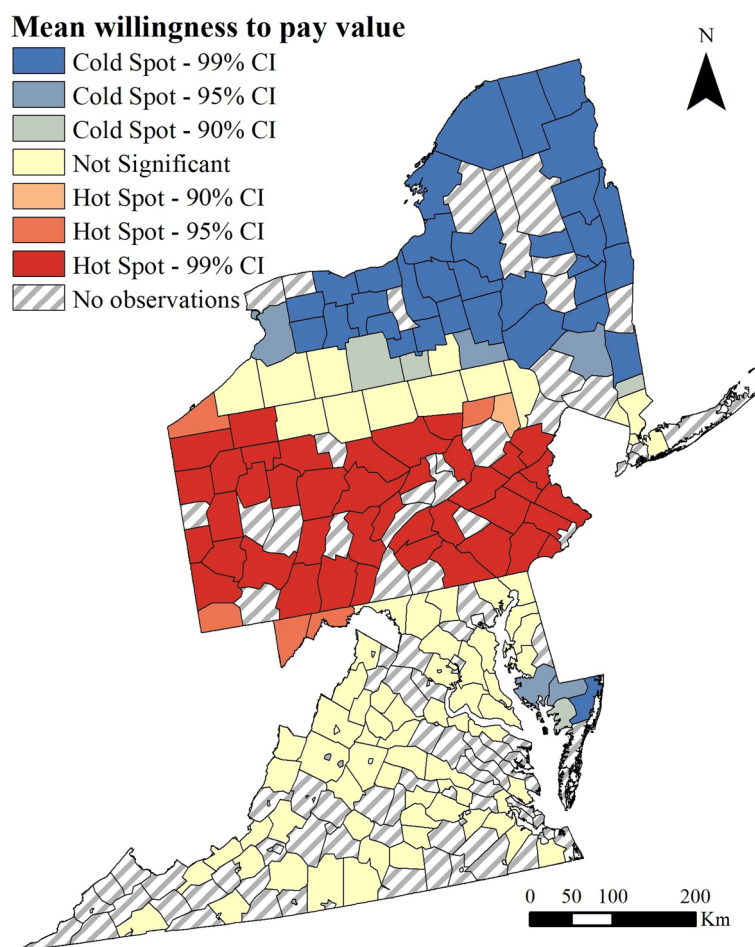 Mean willingness to pay value
Cold Spot - 99% CI
Cold Spot - 95% CI
Cold Spot - 90% CI
Not Significant
Hot Spot - 90% CI
Hot Spot - 95% CI
Hot Spot - 99% CI
No observations
N
0 50 100 200
Km